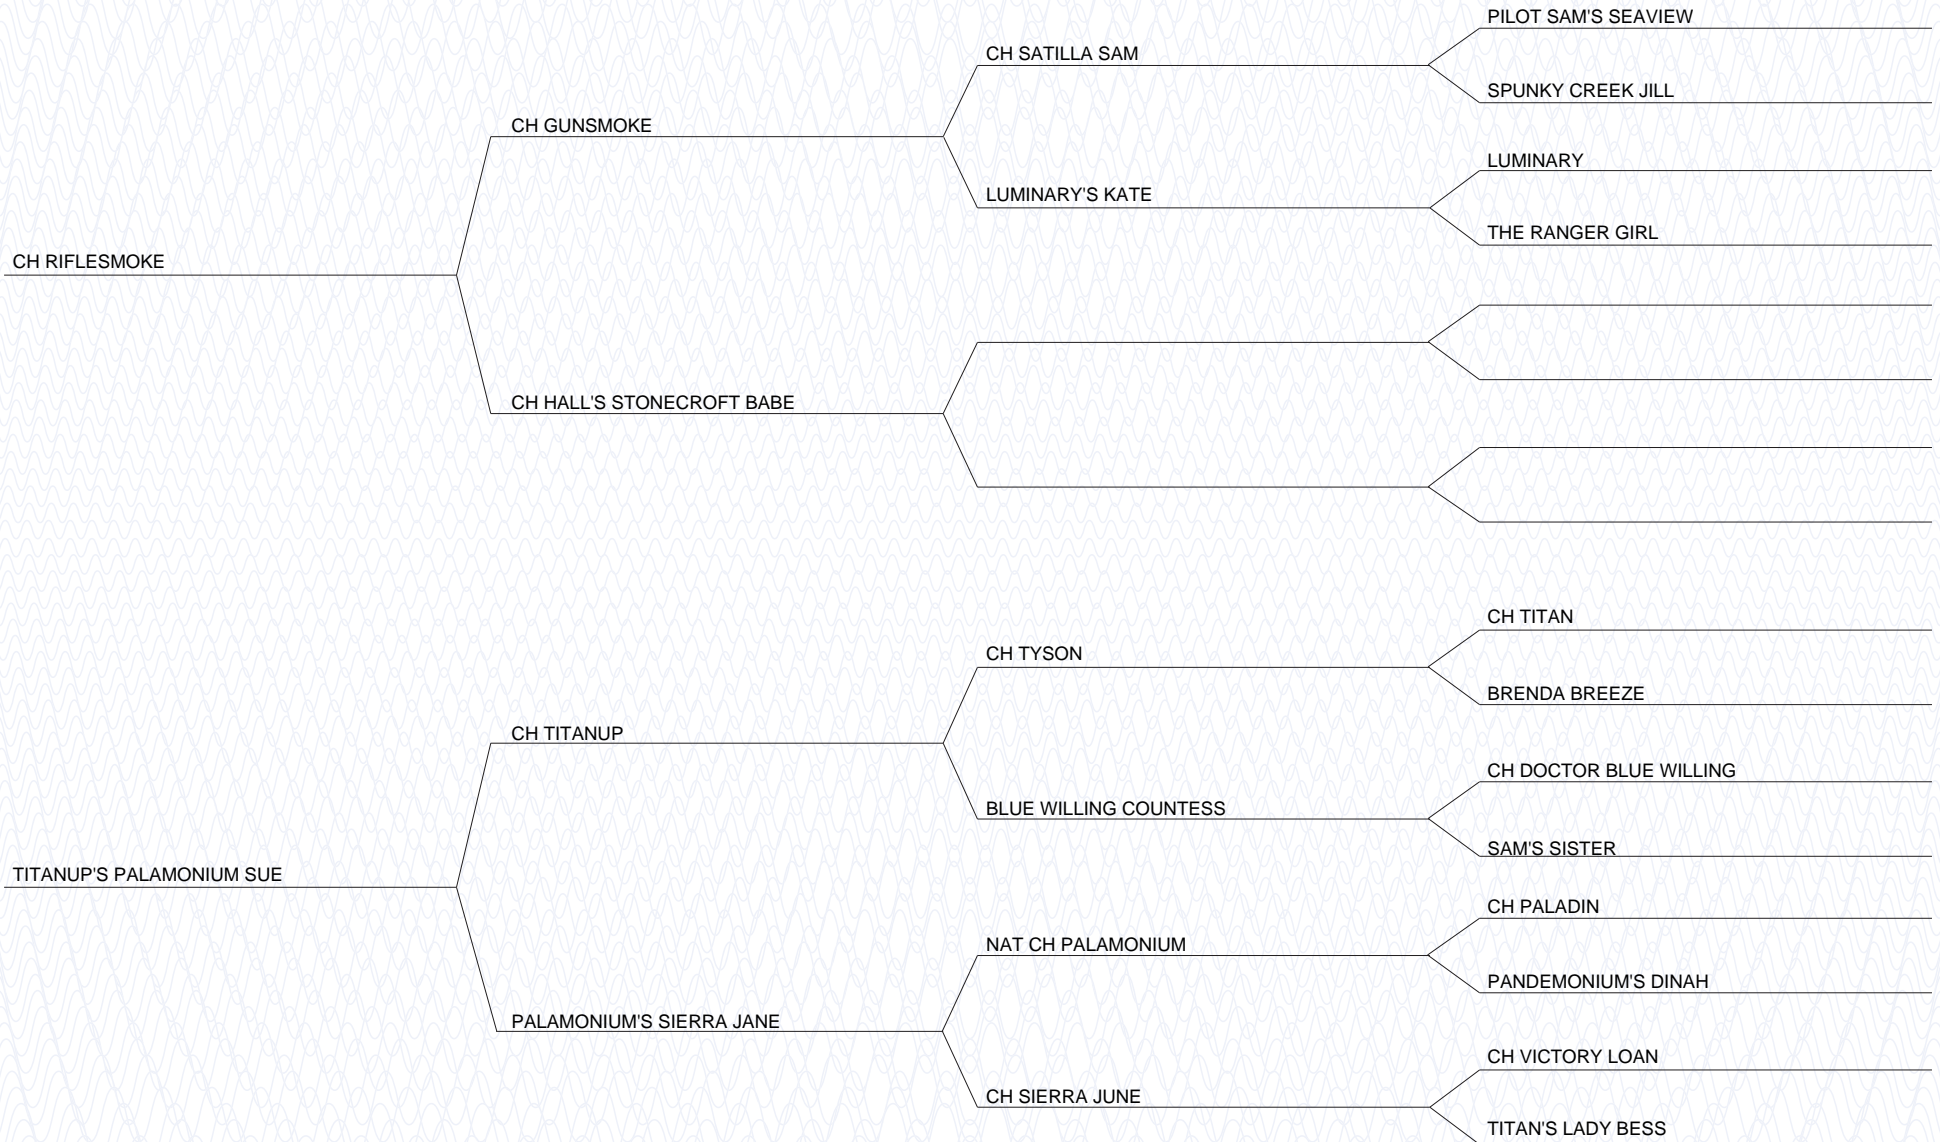 PILOT SAM'S SEAVIEW
CH SATILLA SAM
SPUNKY CREEK JILL
CH GUNSMOKE
LUMINARY
LUMINARY'S KATE
THE RANGER GIRL
CH RIFLESMOKE
CH HALL'S STONECROFT BABE
CH TITAN
CH TYSON
BRENDA BREEZE
CH TITANUP
CH DOCTOR BLUE WILLING
BLUE WILLING COUNTESS
SAM'S SISTER
TITANUP'S PALAMONIUM SUE
CH PALADIN
NAT CH PALAMONIUM
PANDEMONIUM'S DINAH
PALAMONIUM'S SIERRA JANE
CH VICTORY LOAN
CH SIERRA JUNE
TITAN'S LADY BESS